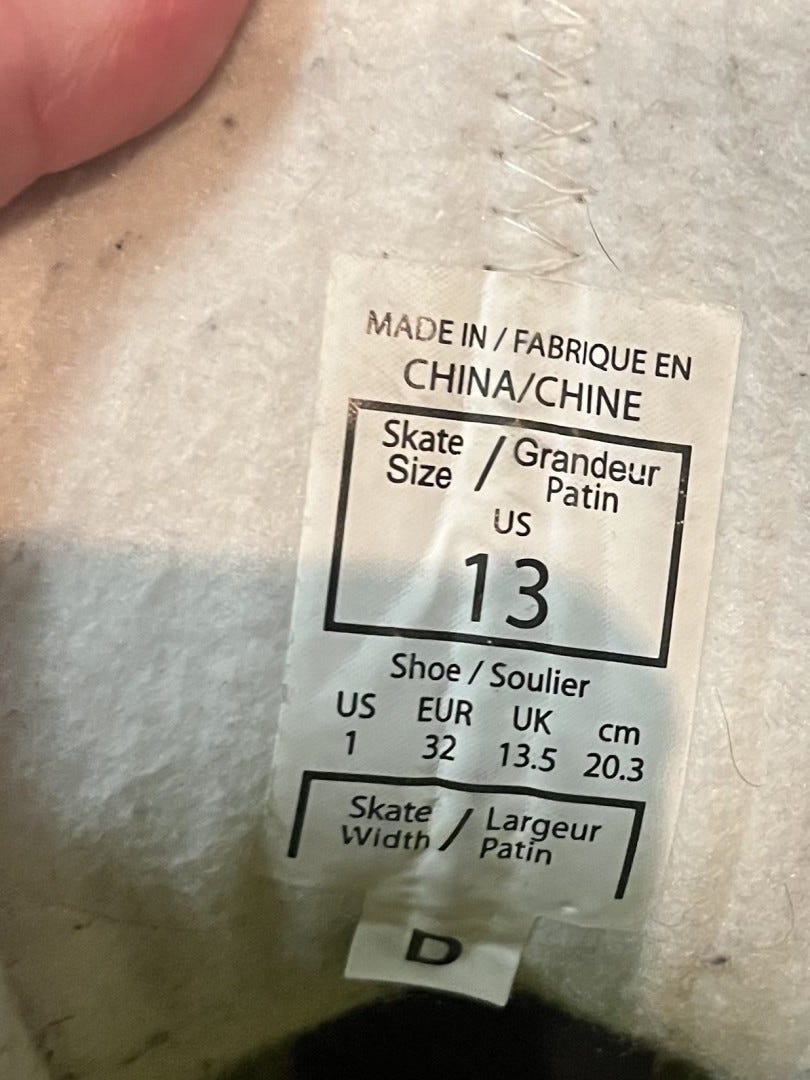 MADE IN / FABRIQUE EN
CHINA/CHINE
Skate Size / Grandeur Patin
US
13
Shoe / Soulier
US EUR UK cm
1 32 13.5 20.3
Skate Width / Largeur Patin
D